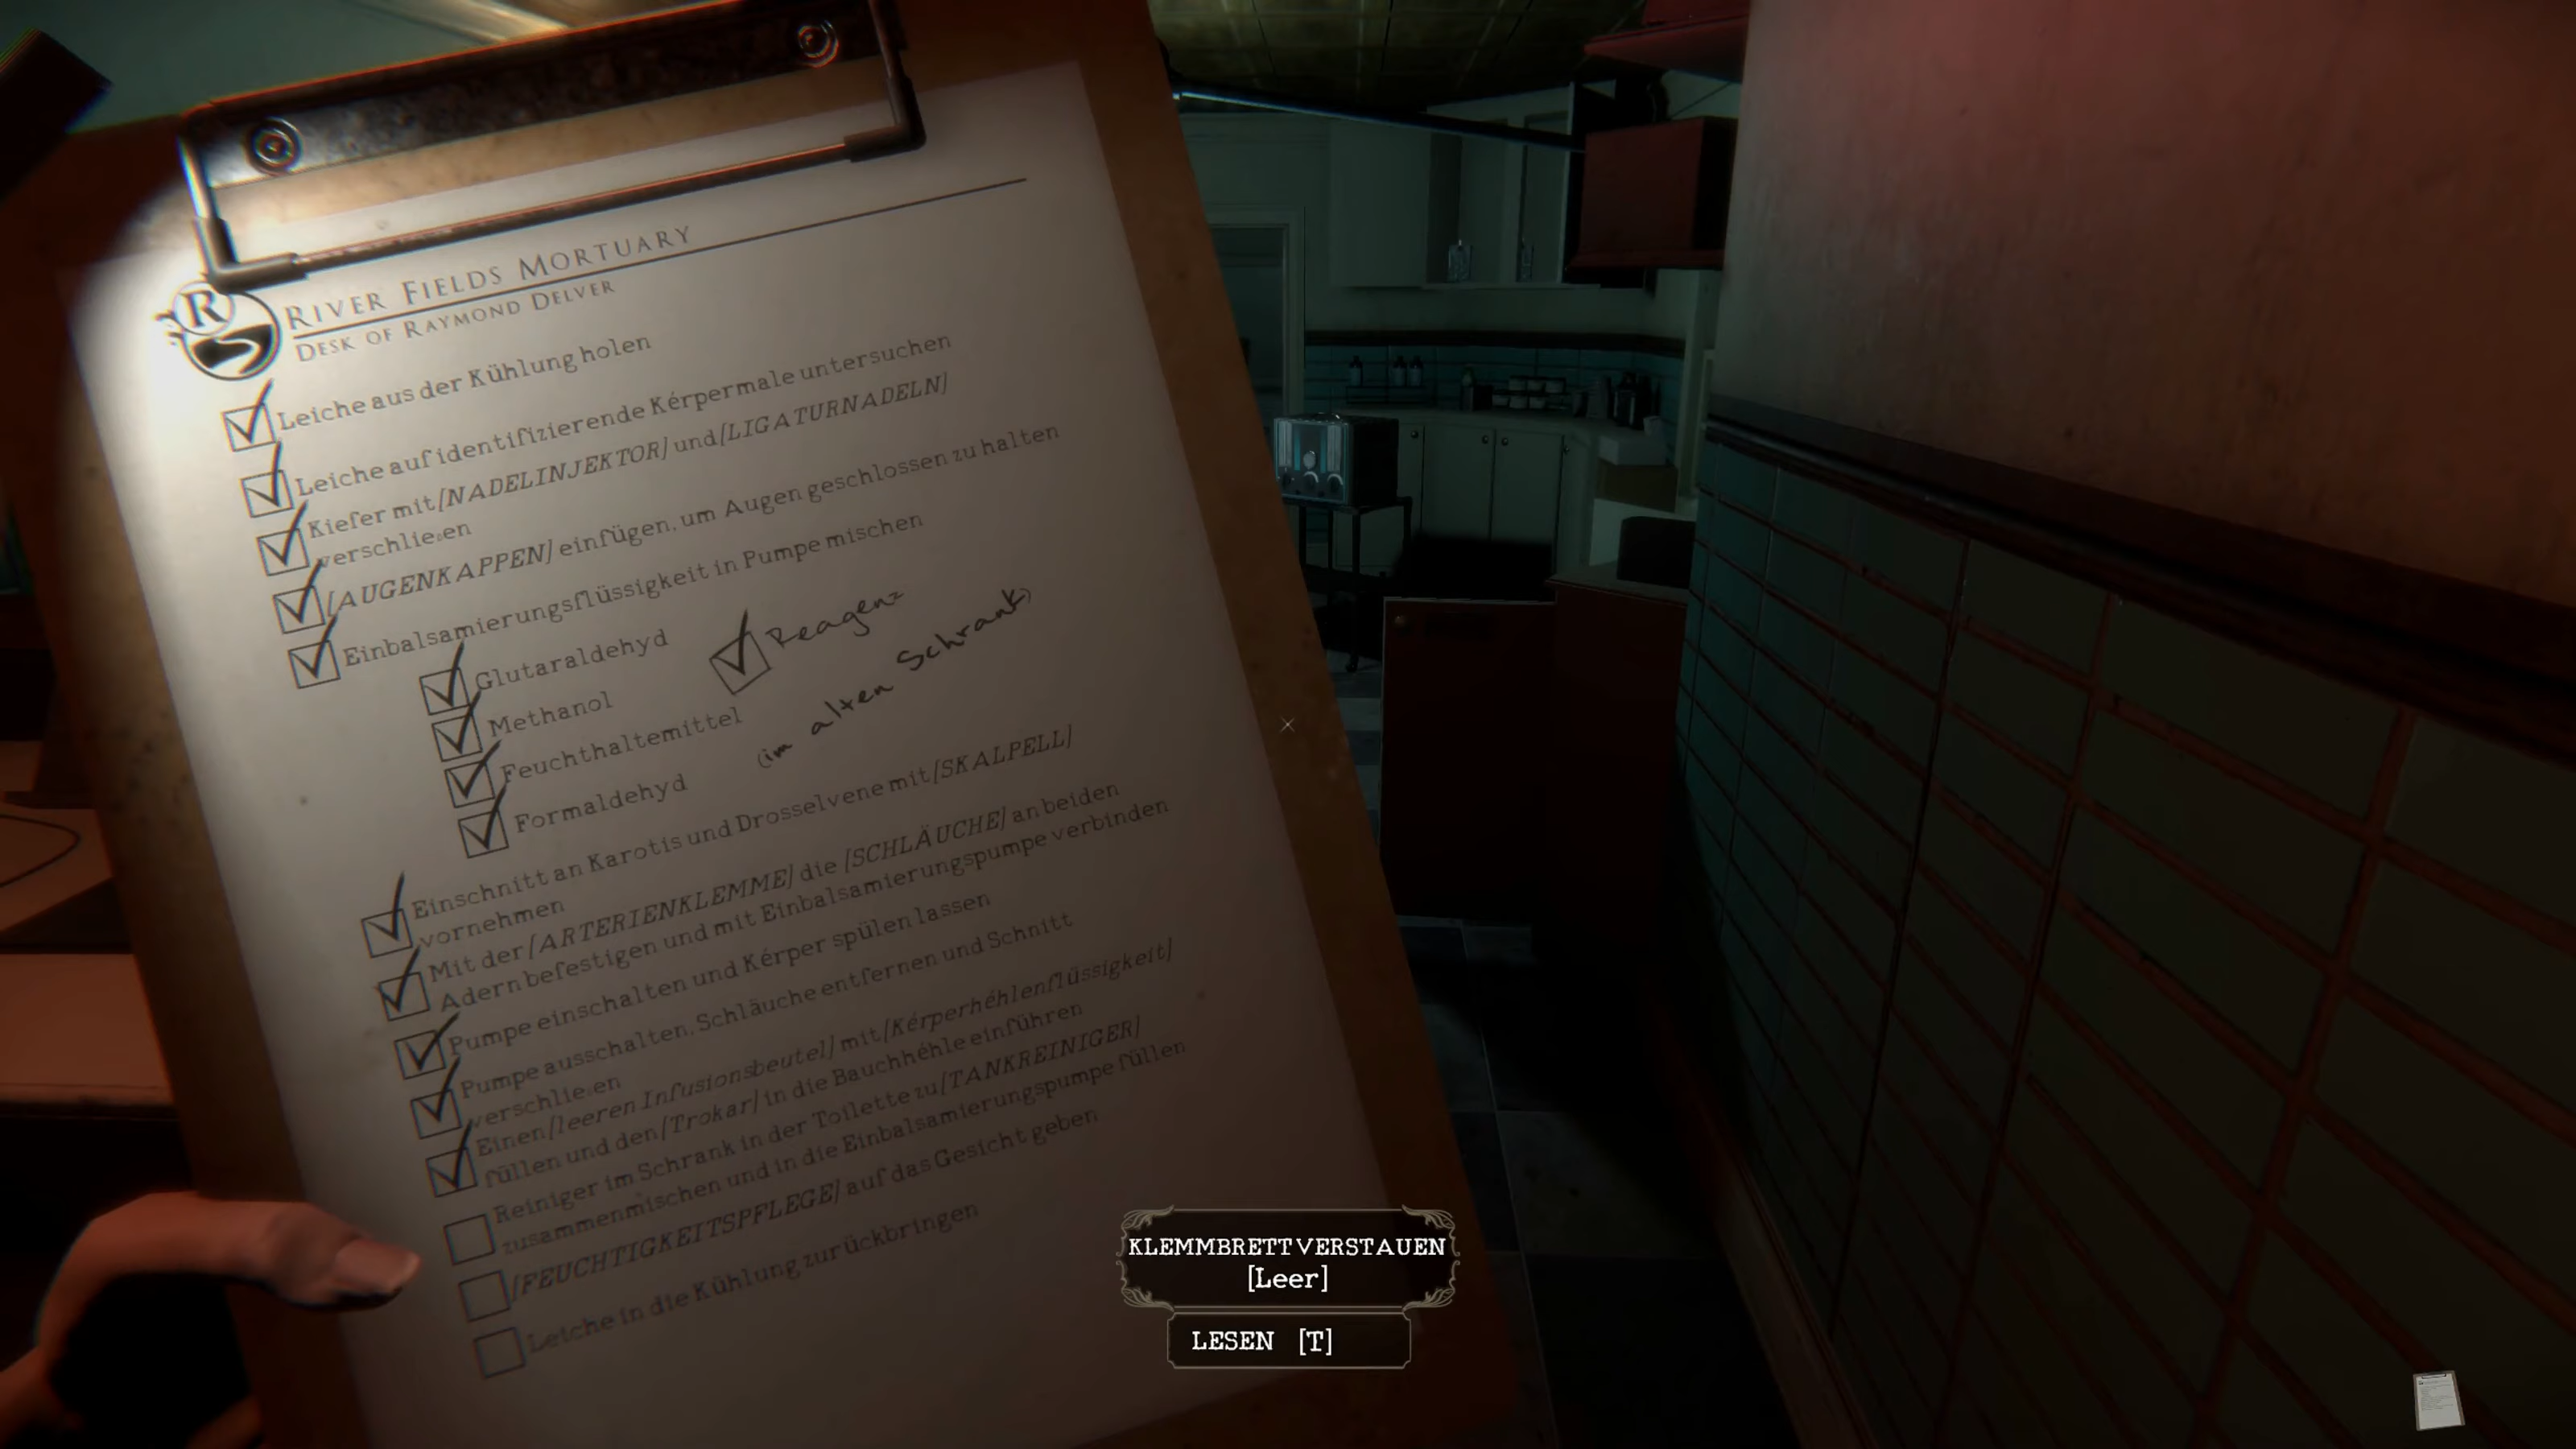 R
RIVER FIELDS MORTUARY
DESK OF RAYMOND DELVER
Leiche aus der Kühlung holen
Leiche auf identifizierende Kérpermale untersuchen
Kiefer mit [NADELINJEKTOR] und [LIGATURNADELN]
verschlie
en
[AUGENKAPPEN] einfügen, um Augen geschlossen zu halten
Einbalsamierungsflüssigkeit in Pumpe mischen
Glutaraldehyd
Reagenz
Methanol
(im alten Schrank)
Feuchthaltemittel
Formaldehyd
Einschnitt an Karotis und Drosselvene mit [SKALPELL]
vornehmen
Mit der [ARTERIENKLEMME] die [SCHLÄUCHE] an beiden
Adern befestigen und mit Einbalsamierungspumpe verbinden
Pumpe einschalten und Kérper spülen lassen
Pumpe ausschalten, Schläuche entfernen und Schnitt
verschlie en
Einen [leeren Infusionsbeutel] mit [Kérperhéhlenflüssigkeit]
füllen und den [Trokar] in die Bauchhéhle einführen
Reiniger im Schrank in der Toilette zu [TANKREINIGER]
zusammenmischen und in die Einbalsamierungspumpe füllen
[FEUCHTIGKEITSPFLEGE] auf das Gesicht geben
Leiche in die Kühlung zurückbringen
KLEMMBRETT VERSTAUEN
[Leer]
LESEN [T]